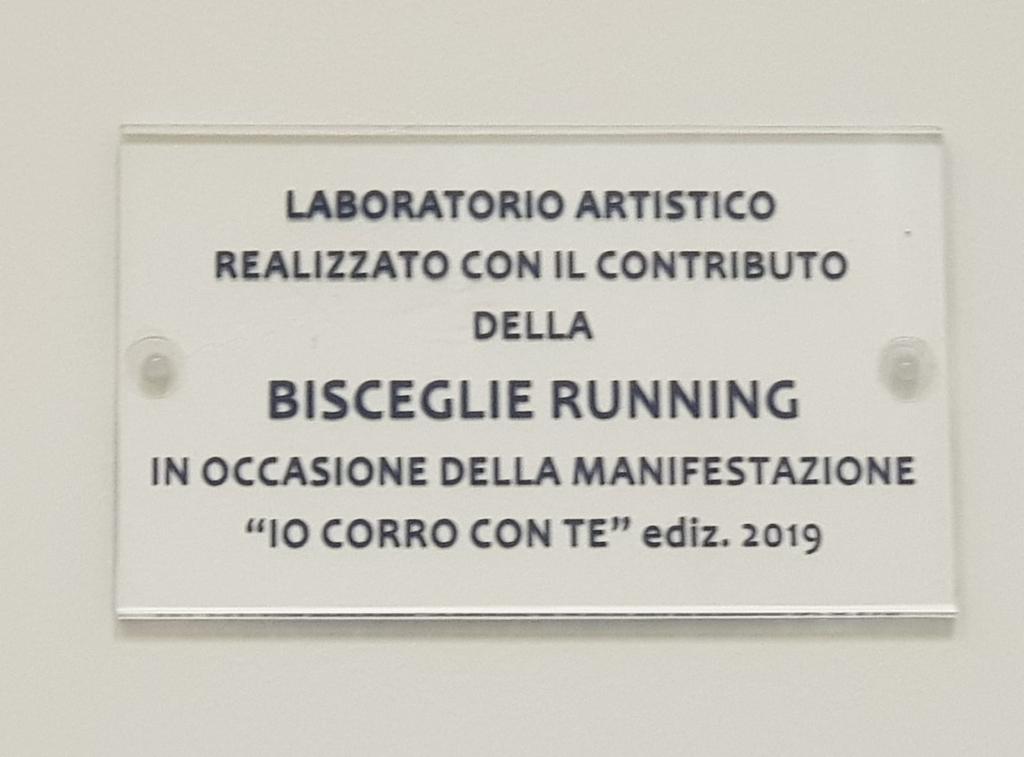 LABORATORIO ARTISTICO
REALIZZATO CON IL CONTRIBUTO
DELLA
BISCEGLIE RUNNING
IN OCCASIONE DELLA MANIFESTAZIONE
“IO CORRO CON TE” ediz. 2019